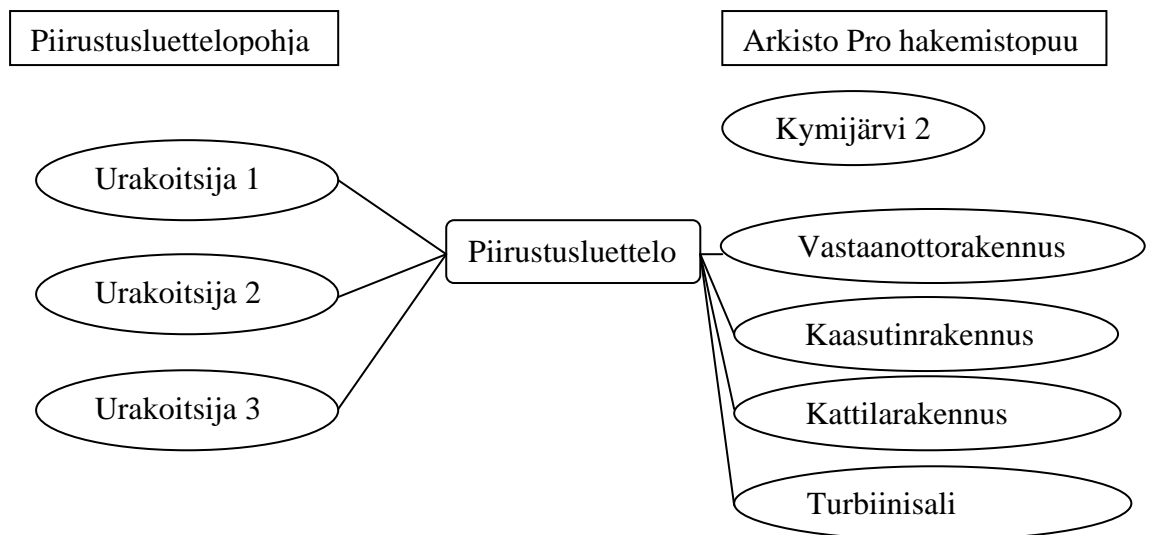 Piirustusluettelopohja
Arkisto Pro hakemistopuu
Kymijärvi 2
Urakoitsija 1
Urakoitsija 2
Urakoitsija 3
Piirustusluettelo
Vastaanottorakennus
Kaasutinrakennus
Kattilarakennus
Turbiinisali